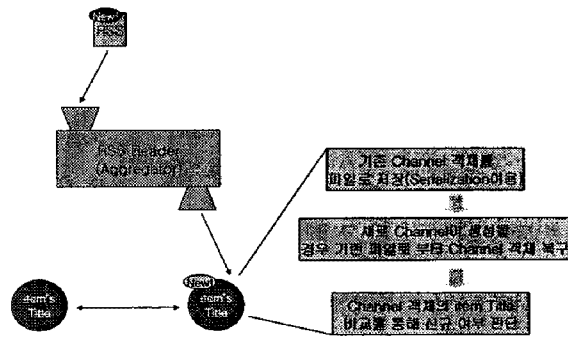 New!
RSS Reader
(Aggregator)
기존 Channel 객체를
파일로 저장(Serialization이용)
새로 Channel이 생성될
경우 기존 파일로 부터 Channel 객체 복구
New!
item's
Title
item's
Title
Channel 객체의 item Title
비교를 통해 신규 여부 판단